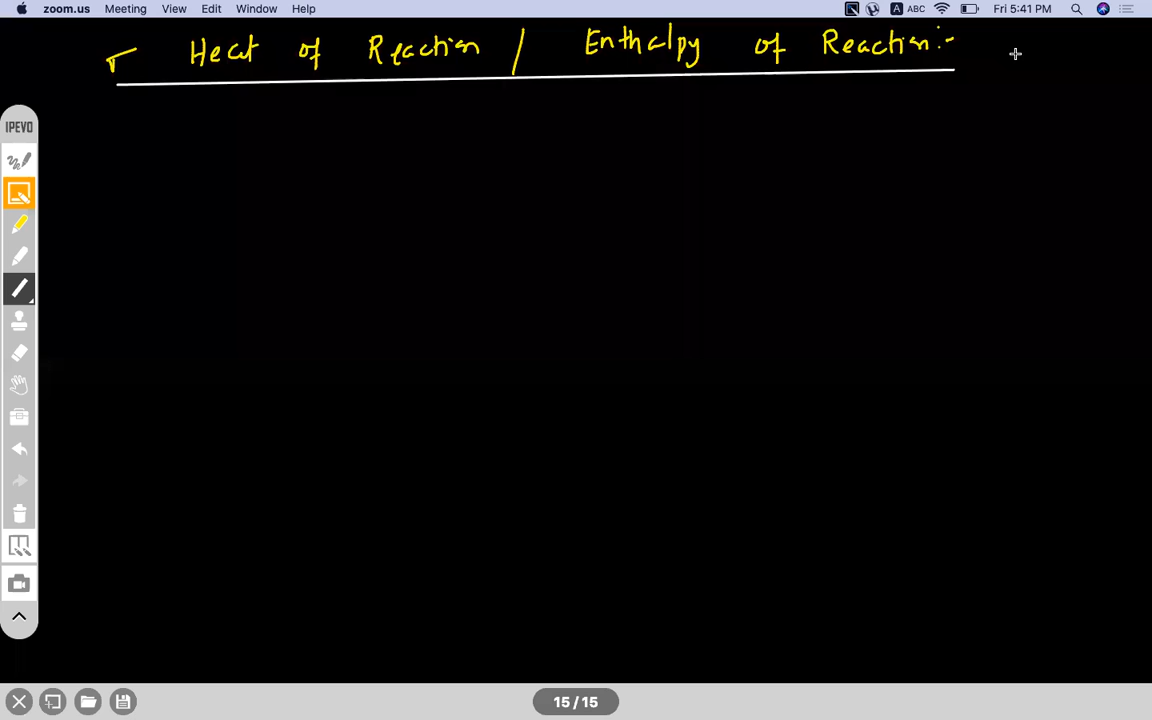 zoom.us Meeting View Edit Window Help A ABC Fri 5:41 PM
Heat of Reaction / Enthalpy of Reaction:-
IPEVO
15/15